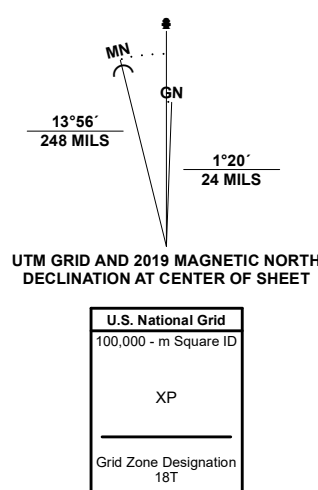 MN
GN
13°56´
248 MILS
1°20´
24 MILS
UTM GRID AND 2019 MAGNETIC NORTH
DECLINATION AT CENTER OF SHEET
U.S. National Grid
100,000 - m Square ID
XP
Grid Zone Designation
18T